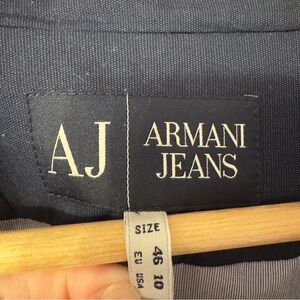 AJ
ARMANI
JEANS
SIZE
46 10
EU USA